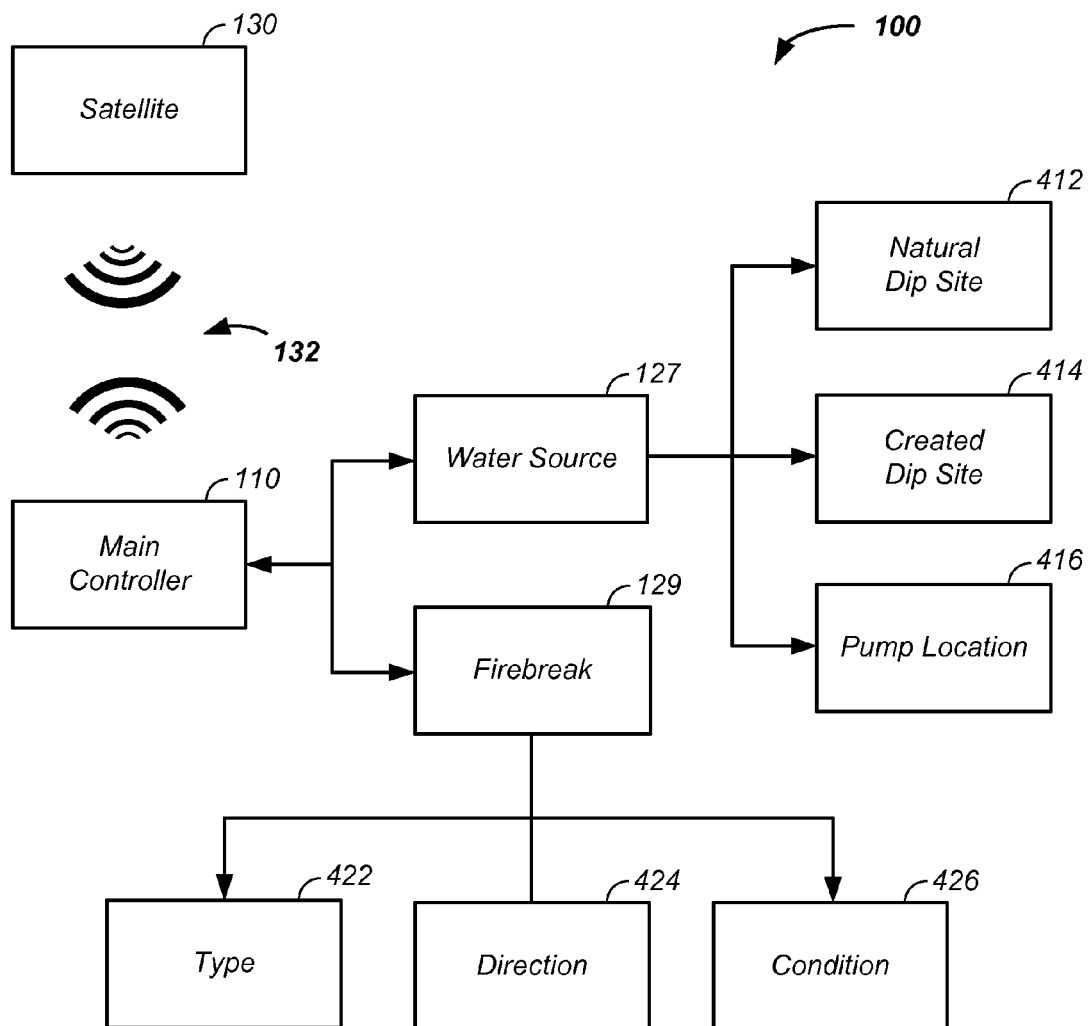 130
Satellite
100
132
412
Natural
Dip Site
127
Water Source
414
Created
Dip Site
110
Main
Controller
129
Firebreak
416
Pump Location
422
Type
424
Direction
426
Condition